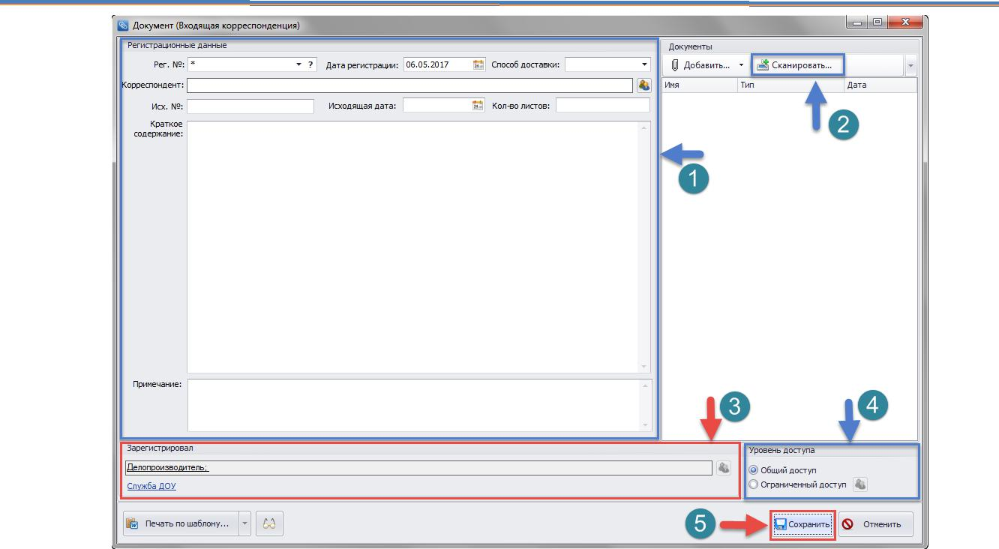 Документ (Входящая корреспонденция)
Регистрационные данные
Рег. №: * ? Дата регистрации: 06.05.2017 Способ доставки:
Корреспондент:
Исх. №: Исходящая дата: Кол-во листов:
Краткое
содержание:
Примечание:
Документы
Добавить... Сканировать...
Имя Тип Дата
2
1
3
4
Зарегистрировал
Делопроизводитель;
Служба ДОУ
Уровень доступа
Общий доступ
Ограниченный доступ
Печать по шаблону...
5
Сохранить
Отменить